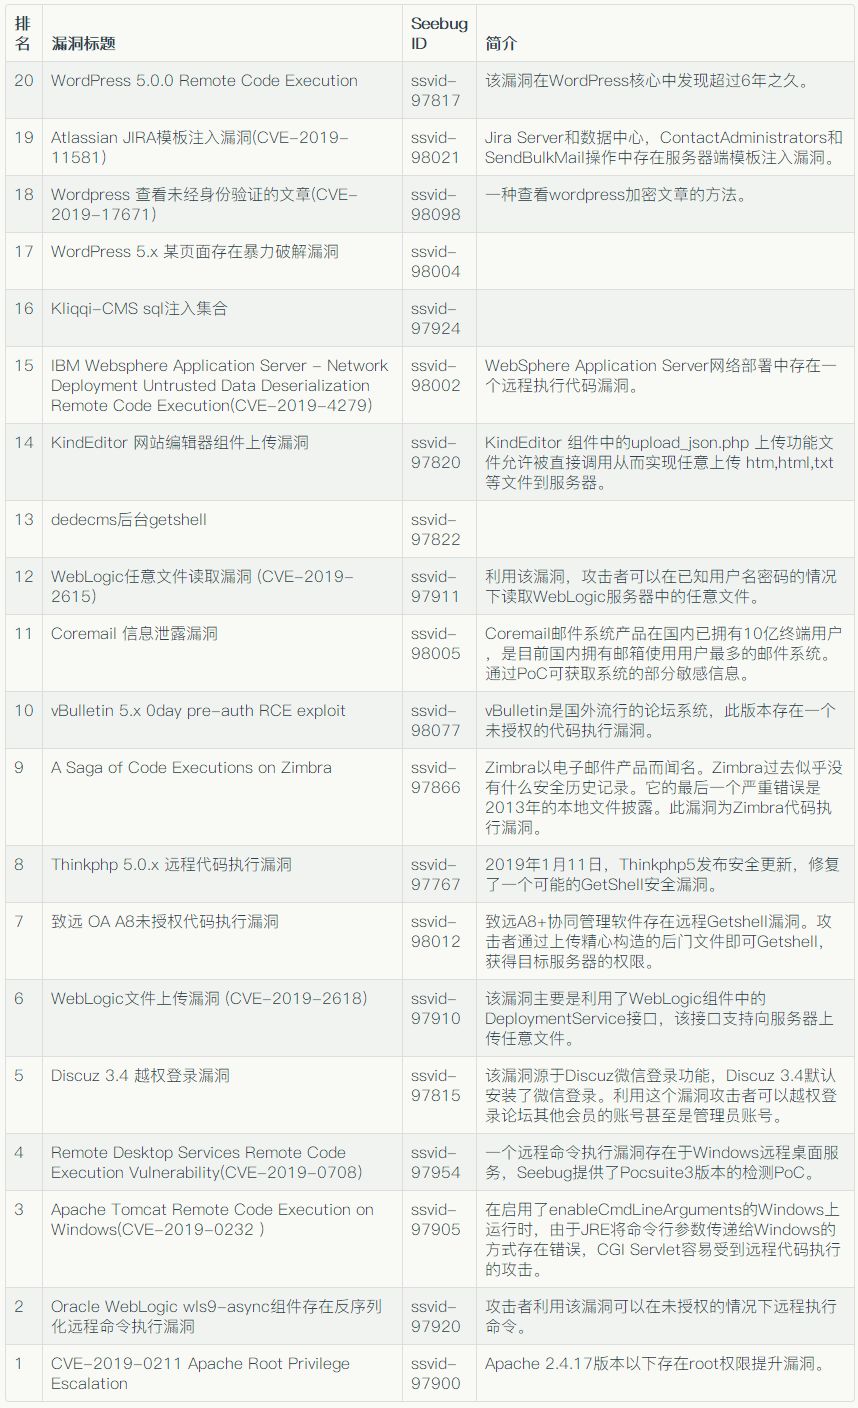 排名 漏洞标题 Seebug ID 简介
20 WordPress 5.0.0 Remote Code Execution ssvid-97817 该漏洞在WordPress核心中发现超过6年之久。
19 Atlassian JIRA模板注入漏洞(CVE-2019-
11581) ssvid-98021 Jira Server和数据中心，ContactAdministrators和
SendBulkMail操作中存在服务器端模板注入漏洞。
18 Wordpress 查看未经身份验证的文章(CVE-
2019-17671) ssvid-98098 一种查看wordpress加密文章的方法。
17 WordPress 5.x 某页面存在暴力破解漏洞 ssvid-98004
16 Kliqqi-CMS sql注入集合 ssvid-97924
15 IBM Websphere Application Server - Network
Deployment Untrusted Data Deserialization
Remote Code Execution(CVE-2019-4279) ssvid-98002 WebSphere Application Server网络部署中存在一
个远程执行代码漏洞。
14 KindEditor 网站编辑器组件上传漏洞 ssvid-97820 KindEditor 组件中的upload_json.php 上传功能文
件允许被直接调用从而实现任意上传 htm,html,txt
等文件到服务器。
13 dedecms后台getshell ssvid-97822
12 WebLogic任意文件读取漏洞 (CVE-2019-
2615) ssvid-97911 利用该漏洞，攻击者可以在已知用户名密码的情况
下读取WebLogic服务器中的任意文件。
11 Coremail 信息泄露漏洞 ssvid-98005 Coremail邮件系统产品在国内已拥有10亿终端用户
，是目前国内拥有邮箱使用用户最多的邮件系统。
通过PoC可获取系统的部分敏感信息。
10 vBulletin 5.x 0day pre-auth RCE exploit ssvid-98077 vBulletin是国外流行的论坛系统，此版本存在一个
未授权的代码执行漏洞。
9 A Saga of Code Executions on Zimbra ssvid-97866 Zimbra以电子邮件产品而闻名。Zimbra过去似乎没
有什么安全历史记录。它的最后一个严重错误是
2013年的本地文件披露。此漏洞为Zimbra代码执
行漏洞。
8 Thinkphp 5.0.x 远程代码执行漏洞 ssvid-97767 2019年1月11日，Thinkphp5发布安全更新，修复
了一个可能的GetShell安全漏洞。
7 致远 OA A8未授权代码执行漏洞 ssvid-98012 致远A8+协同管理软件存在远程Getshell漏洞。攻
击者通过上传精心构造的后门文件即可Getshell，
获得目标服务器的权限。
6 WebLogic文件上传漏洞 (CVE-2019-2618) ssvid-97910 该漏洞主要是利用了WebLogic组件中的
DeploymentService接口，该接口支持向服务器上
传任意文件。
5 Discuz 3.4 越权登录漏洞 ssvid-97815 该漏洞源于Discuz微信登录功能，Discuz 3.4默认
安装了微信登录。利用这个漏洞攻击者可以越权登
录论坛其他会员的账号甚至是管理员账号。
4 Remote Desktop Services Remote Code
Execution Vulnerability(CVE-2019-0708) ssvid-97954 一个远程命令执行漏洞存在于Windows远程桌面服
务，Seebug提供了Pocsuite3版本的检测PoC。
3 Apache Tomcat Remote Code Execution on
Windows(CVE-2019-0232 ) ssvid-97905 在启用了enableCmdLineArguments的Windows上
运行时，由于JRE将命令行参数传递给Windows的
方式存在错误，CGI Servlet容易受到远程代码执行
的攻击。
2 Oracle WebLogic wls9-async组件存在反序列
化远程命令执行漏洞 ssvid-97920 攻击者利用该漏洞可以在未授权的情况下远程执行
命令。
1 CVE-2019-0211 Apache Root Privilege
Escalation ssvid-97900 Apache 2.4.17版本以下存在root权限提升漏洞。